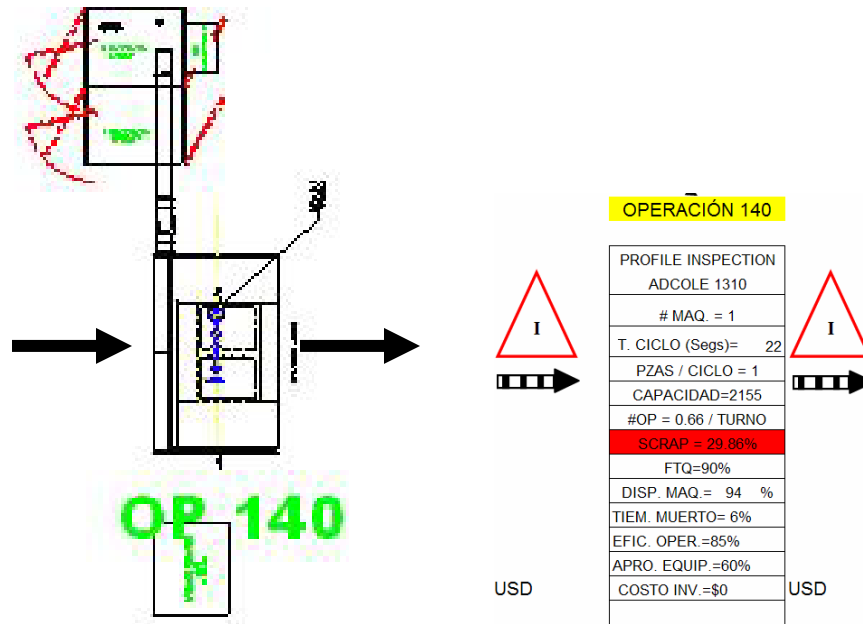 OP 140
OPERACIÓN 140
PROFILE INSPECTION
ADCOLE 1310
# MAQ. = 1
T. CICLO (Segs)= 22
PZAS / CICLO = 1
CAPACIDAD=2155
#OP = 0.66 / TURNO
SCRAP = 29.86%
FTQ=90%
DISP. MAQ.= 94 %
TIEM. MUERTO= 6%
EFIC. OPER.=85%
APRO. EQUIP.=60%
COSTO INV.=$0
I
I
USD
USD